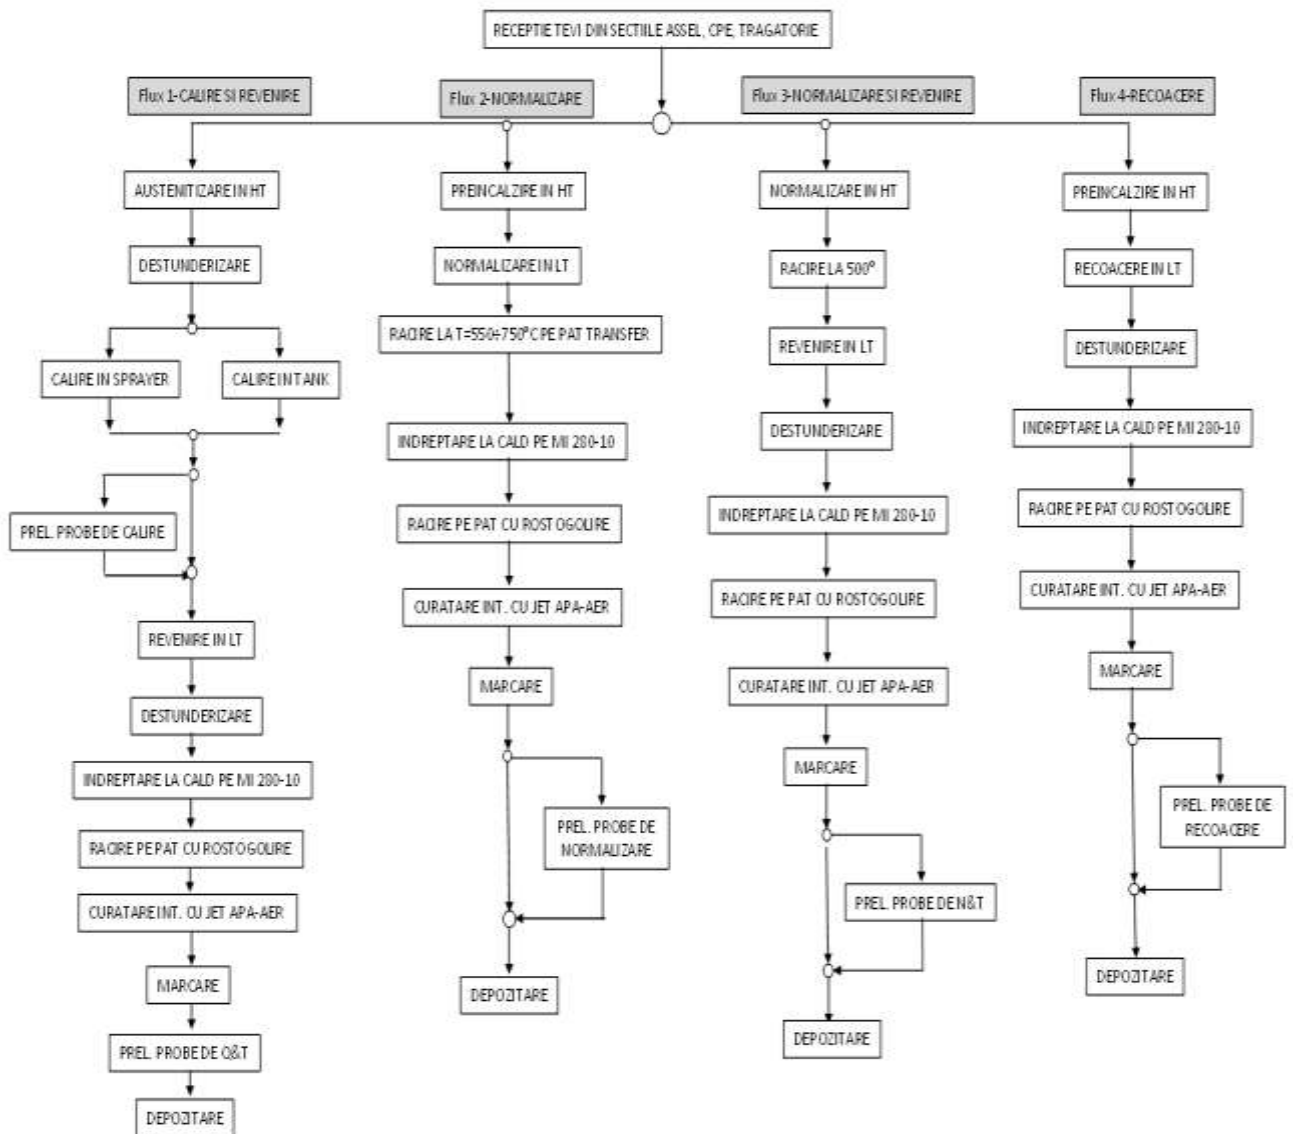 RECEPTIE TEVI DIN SECTIILE ASSEL, CPE, TRAGATORIE
Flux 1-CALIRE SI REVENIRE
AUSTENITIZARE IN HT
DESTUNDERIZARE
CALIRE IN SPRAYER
CALIRE IN TANK
PREL. PROBE DE CALIRE
REVENIRE IN LT
DESTUNDERIZARE
INDREPTARE LA CALD PE MI 280-10
RACIRE PE PAT CU ROSTOGOLIRE
CURATARE INT. CU JET APA-AER
MARCARE
PREL. PROBE DE Q&T
DEPOZITARE
Flux 2-NORMALIZARE
PREINCALZIRE IN HT
NORMALIZARE IN LT
RACIRE LA T=550÷750°C PE PAT TRANSFER
INDREPTARE LA CALD PE MI 280-10
RACIRE PE PAT CU ROSTOGOLIRE
CURATARE INT. CU JET APA-AER
MARCARE
PREL. PROBE DE
NORMALIZARE
DEPOZITARE
Flux 3-NORMALIZARE SI REVENIRE
NORMALIZARE IN HT
RACIRE LA 500°
REVENIRE IN LT
DESTUNDERIZARE
INDREPTARE LA CALD PE MI 280-10
RACIRE PE PAT CU ROSTOGOLIRE
CURATARE INT. CU JET APA-AER
MARCARE
PREL. PROBE DE N&T
DEPOZITARE
Flux 4-RECOACERE
PREINCALZIRE IN HT
RECOACERE IN LT
DESTUNDERIZARE
INDREPTARE LA CALD PE MI 280-10
RACIRE PE PAT CU ROSTOGOLIRE
CURATARE INT. CU JET APA-AER
MARCARE
PREL. PROBE DE
RECOACERE
DEPOZITARE